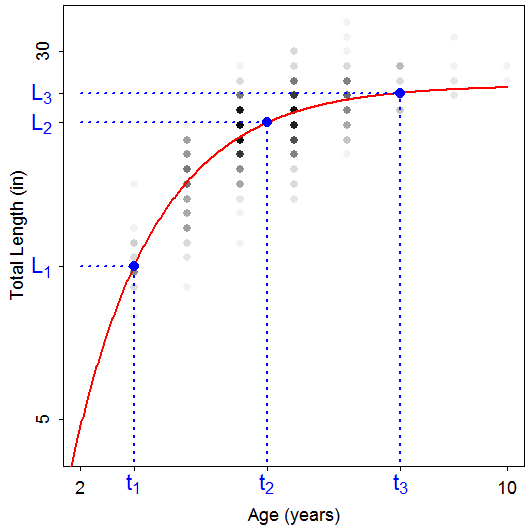 30
L₃
L₂
Total Length (in)
L₁
5
2 t₁ t₂ t₃ 10
Age (years)